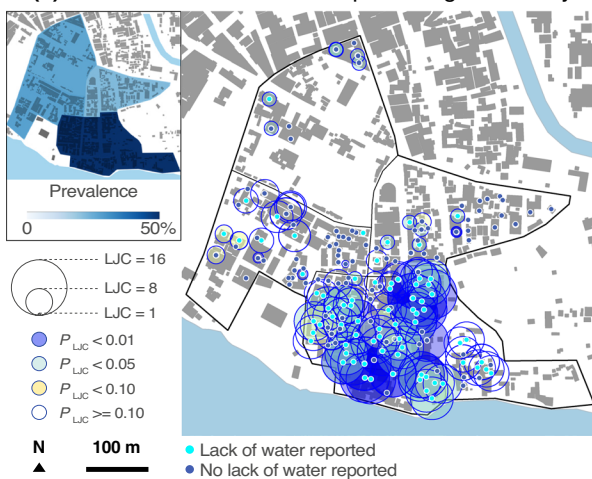 Prevalence
0 50%
LJC = 16
LJC = 8
LJC = 1
P LJC < 0.01
P LJC < 0.05
P LJC < 0.10
P LJC >= 0.10
N 100 m
Lack of water reported
No lack of water reported